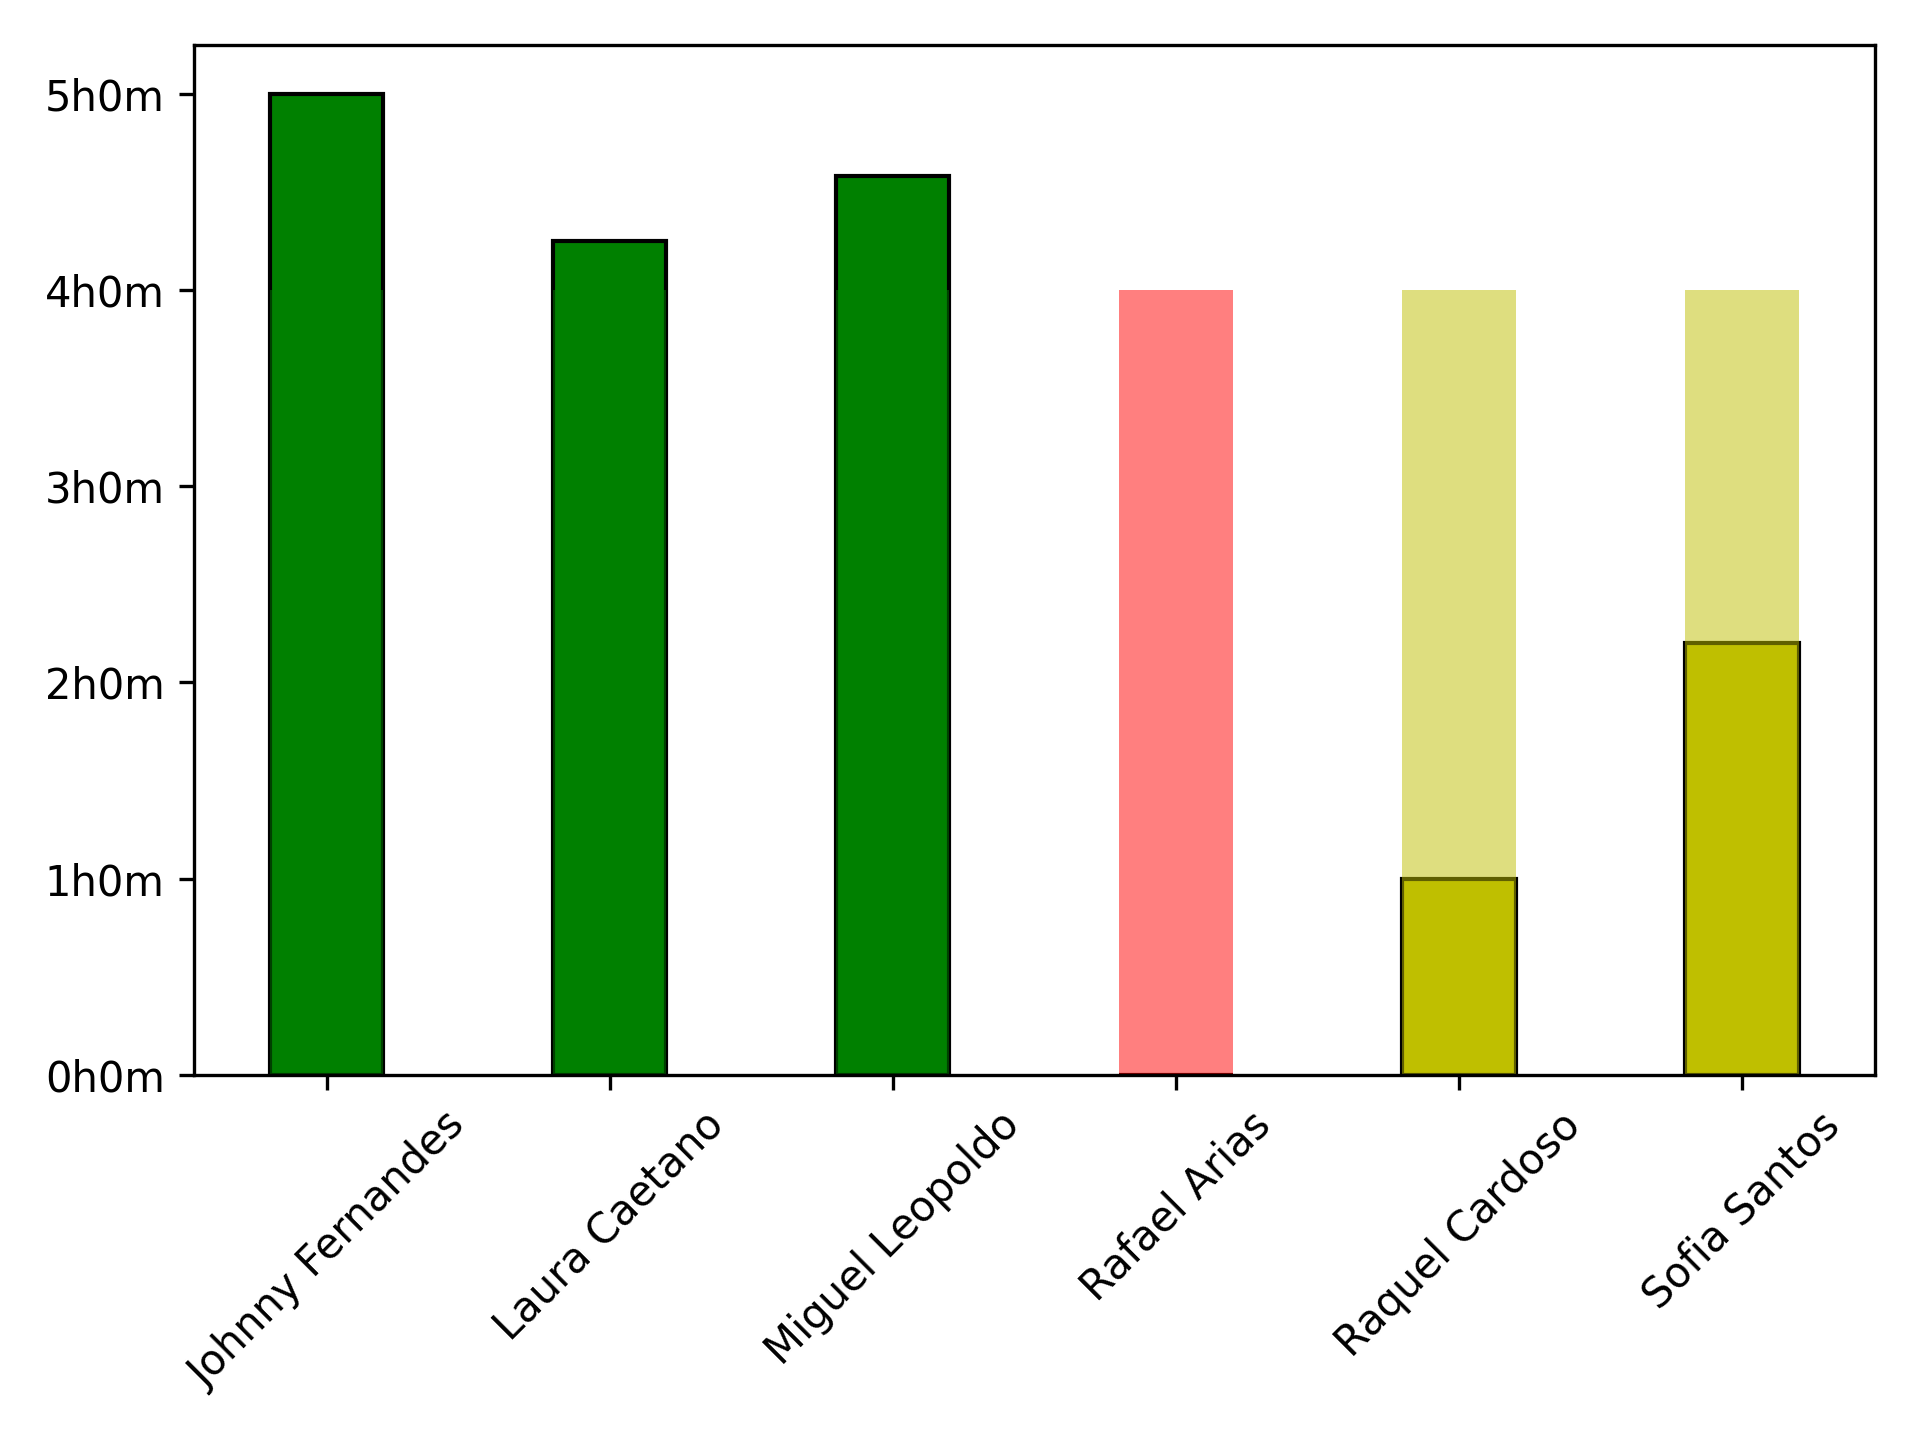 5h0m
4h0m
3h0m
2h0m
1h0m
0h0m
Johnny Fernandes
Laura Caetano
Miguel Leopoldo
Rafael Arias
Raquel Cardoso
Sofia Santos